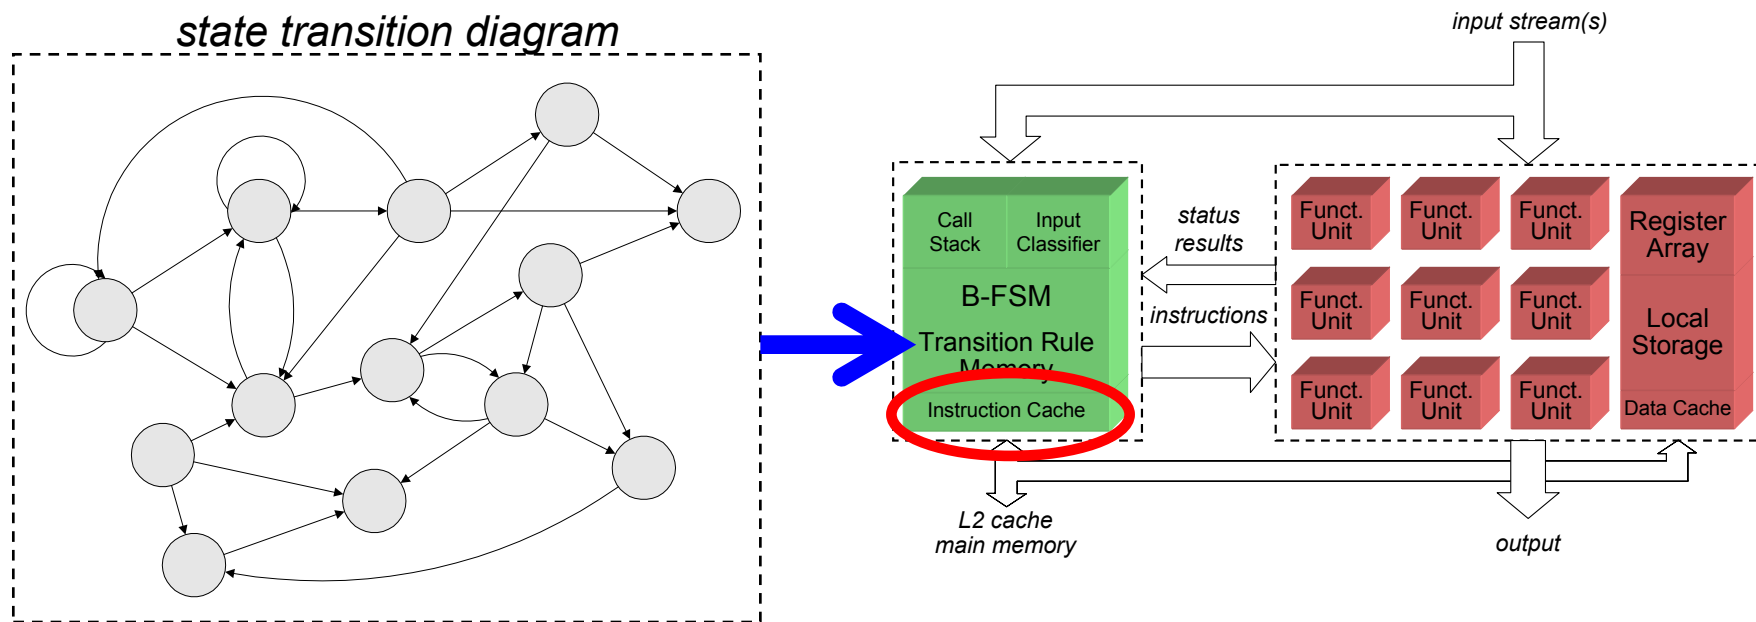 state transition diagram
input stream(s)
Call
Stack
Input
Classifier
B-FSM
Transition Rule
Memory
Instruction Cache
status
results
instructions
Funct.
Unit
Funct.
Unit
Funct.
Unit
Funct.
Unit
Funct.
Unit
Funct.
Unit
Funct.
Unit
Funct.
Unit
Funct.
Unit
Register
Array
Local
Storage
Data Cache
L2 cache
main memory
output